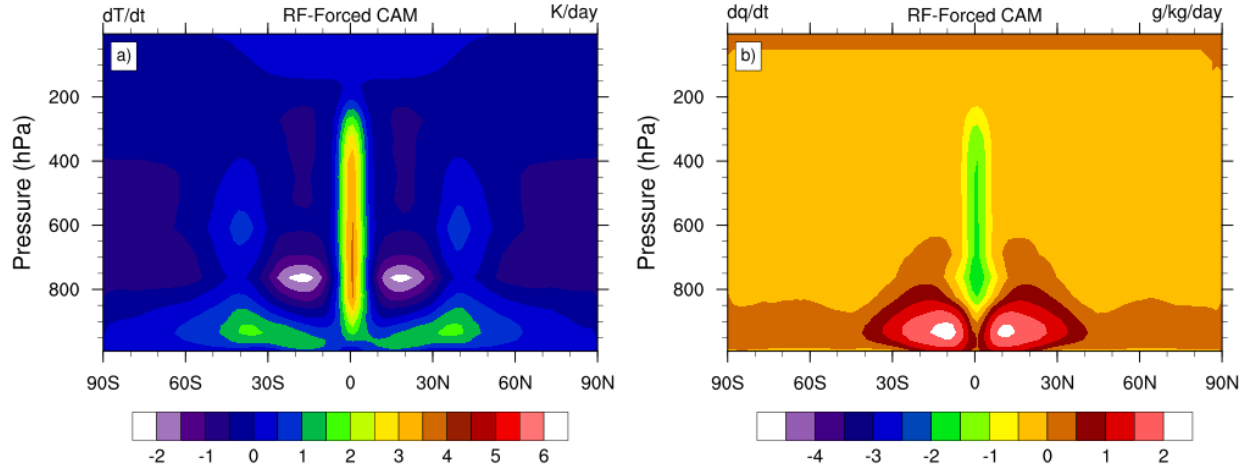 dT/dt RF-Forced CAM K/day
a)
Pressure (hPa)
200
400
600
800
90S 60S 30S 0 30N 60N 90N
-2 -1 0 1 2 3 4 5 6
dq/dt RF-Forced CAM g/kg/day
b)
Pressure (hPa)
200
400
600
800
90S 60S 30S 0 30N 60N 90N
-4 -3 -2 -1 0 1 2